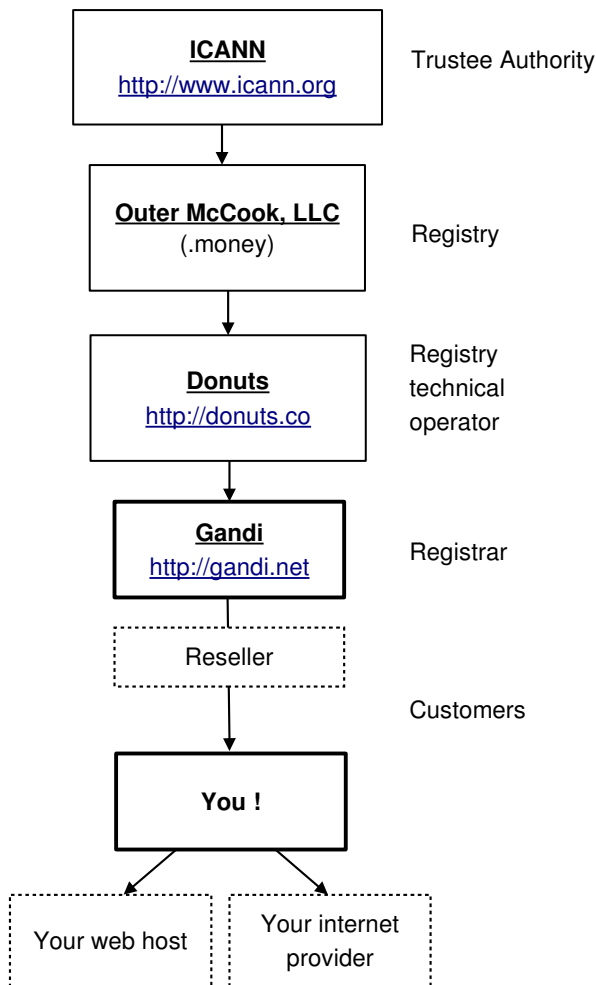 ICANN
http://www.icann.org
Trustee Authority
Outer McCook, LLC
(.money)
Registry
Donuts
http://donuts.co
Registry
technical
operator
Gandi
http://gandi.net
Registrar
Reseller
Customers
You !
Your web host
Your internet
provider